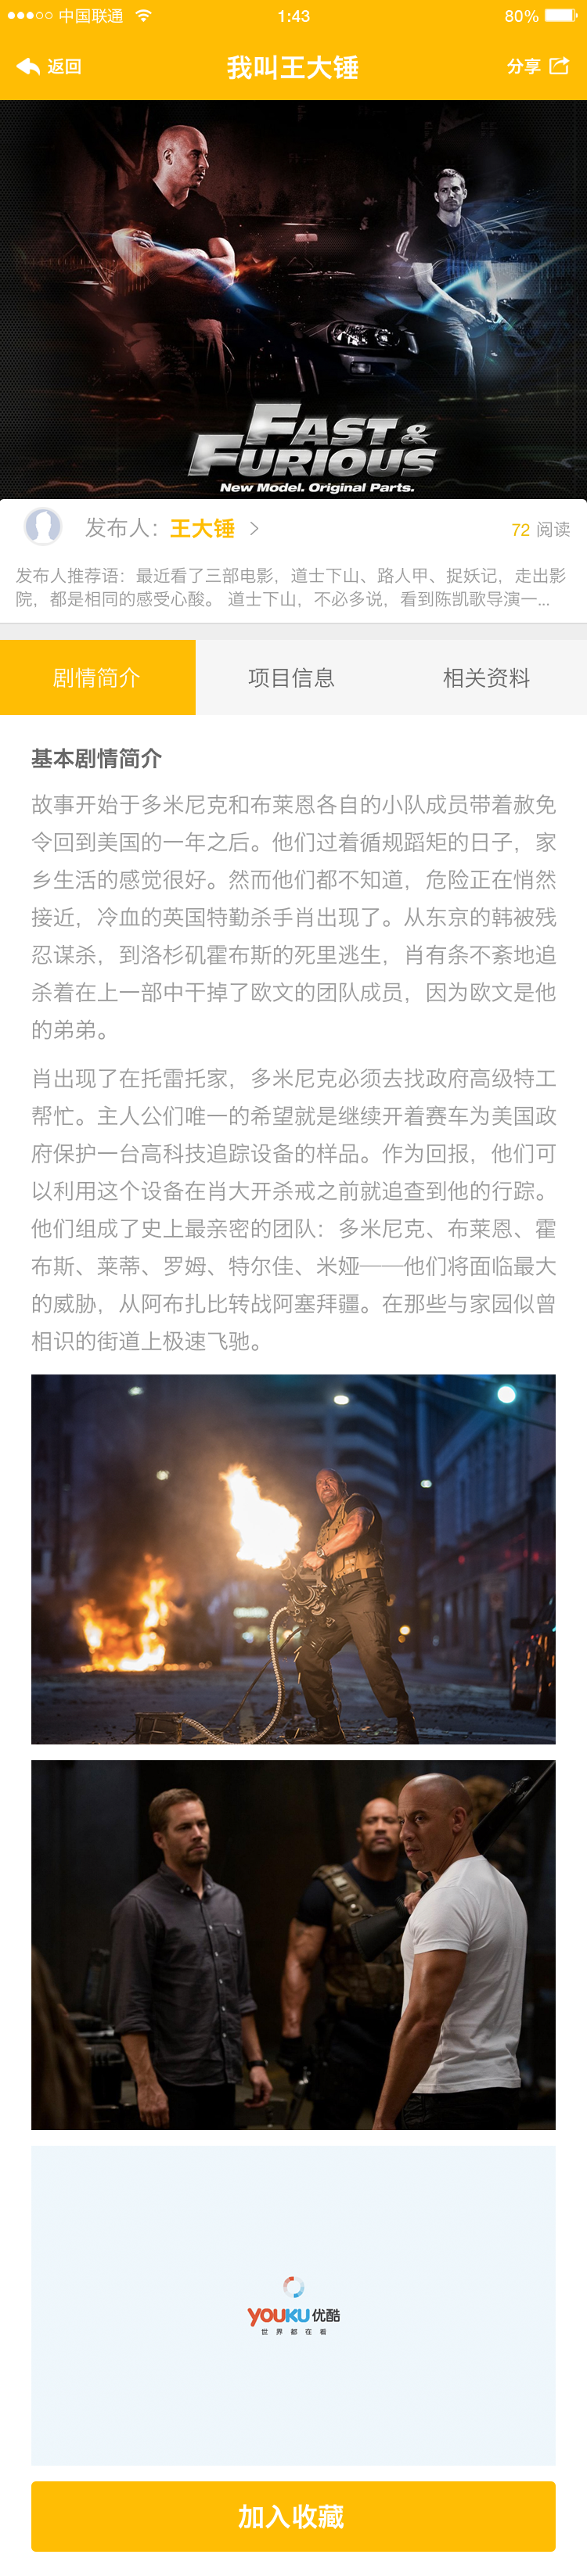 中国联通
1:43
80%
返回
我叫王大锤
分享
FAST &
FURIOUS
New Model. Original Parts.
发布人：王大锤
72 阅读
发布人推荐语：最近看了三部电影，道士下山、路人甲、捉妖记，走出影
院，都是相同的感受心酸。 道士下山，不必多说，看到陈凯歌导演一...
剧情简介
项目信息
相关资料
基本剧情简介
故事开始于多米尼克和布莱恩各自的小队成员带着赦免
令回到美国的一年之后。他们过着循规蹈矩的日子，家
乡生活的感觉很好。然而他们都不知道，危险正在悄然
接近，冷血的英国特勤杀手肖出现了。从东京的韩被残
忍谋杀，到洛杉矶霍布斯的死里逃生，肖有条不紊地追
杀着在上一部中干掉了欧文的团队成员，因为欧文是他
的弟弟。
肖出现了在托雷托家，多米尼克必须去找政府高级特工
帮忙。主人公们唯一的希望就是继续开着赛车为美国政
府保护一台高科技追踪设备的样品。作为回报，他们可
以利用这个设备在肖大开杀戒之前就追查到他的行踪。
他们组成了史上最亲密的团队：多米尼克、布莱恩、霍
布斯、莱蒂、罗姆、特尔佳、米娅——他们将面临最大
的威胁，从阿布扎比转战阿塞拜疆。在那些与家园似曾
相识的街道上极速飞驰。
YOUKU 优酷
世界都在看
加入收藏